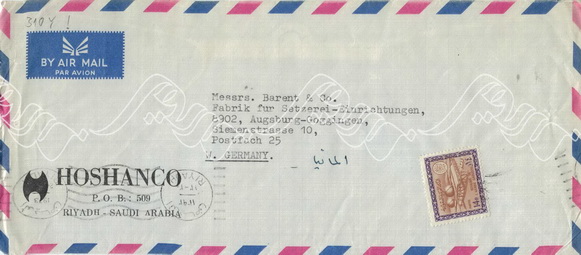 310Y !
BY AIR MAIL
PAR AVION
Messrs. Barent & Co.
Fabrik fur Setzerei-Einrichtungen,
8902, Augsburg-Goggingen,
Siemenstrasse 10,
Postfach 25
W. GERMANY.
المانيا
HOSHANCO
P. O. B.: 509
RIYADH - SAUDI ARABIA